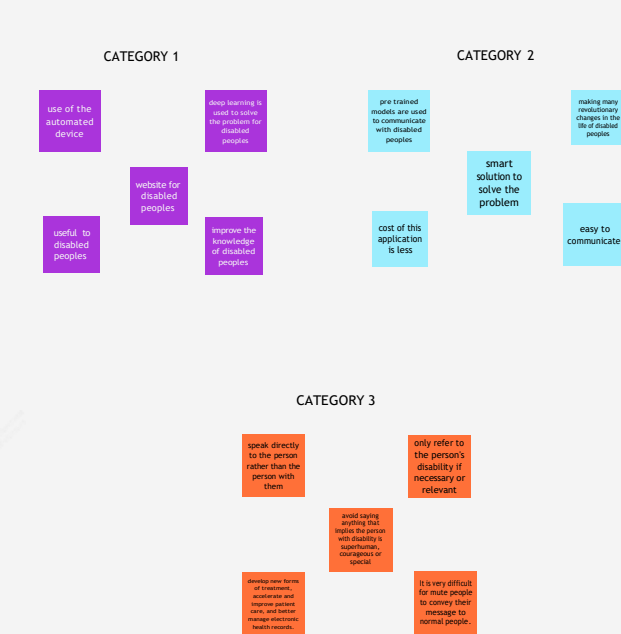 CATEGORY 1
use of the
automated
device
deep learning is
used to solve
the problem for
disabled
peoples
website for
disabled
peoples
useful to
disabled
peoples
improve the
knowledge
of disabled
peoples
CATEGORY 2
pre trained
models are used
to communicate
with disabled
peoples
making many
revolutionary
changes in the
life of disabled
peoples
smart
solution to
solve the
problem
cost of this
application
is less
easy to
communicate
CATEGORY 3
speak directly
to the person
rather than the
person with
them
only refer to
the person's
disability if
necessary or
relevant
avoid saying
anything that
implies the person
with disability is
superhuman,
courageous or
special
develop new forms
of treatment,
accelerate and
improve patient
care, and better
manage electronic
health records.
It is very difficult
for mute people
to convey their
message to
normal people.